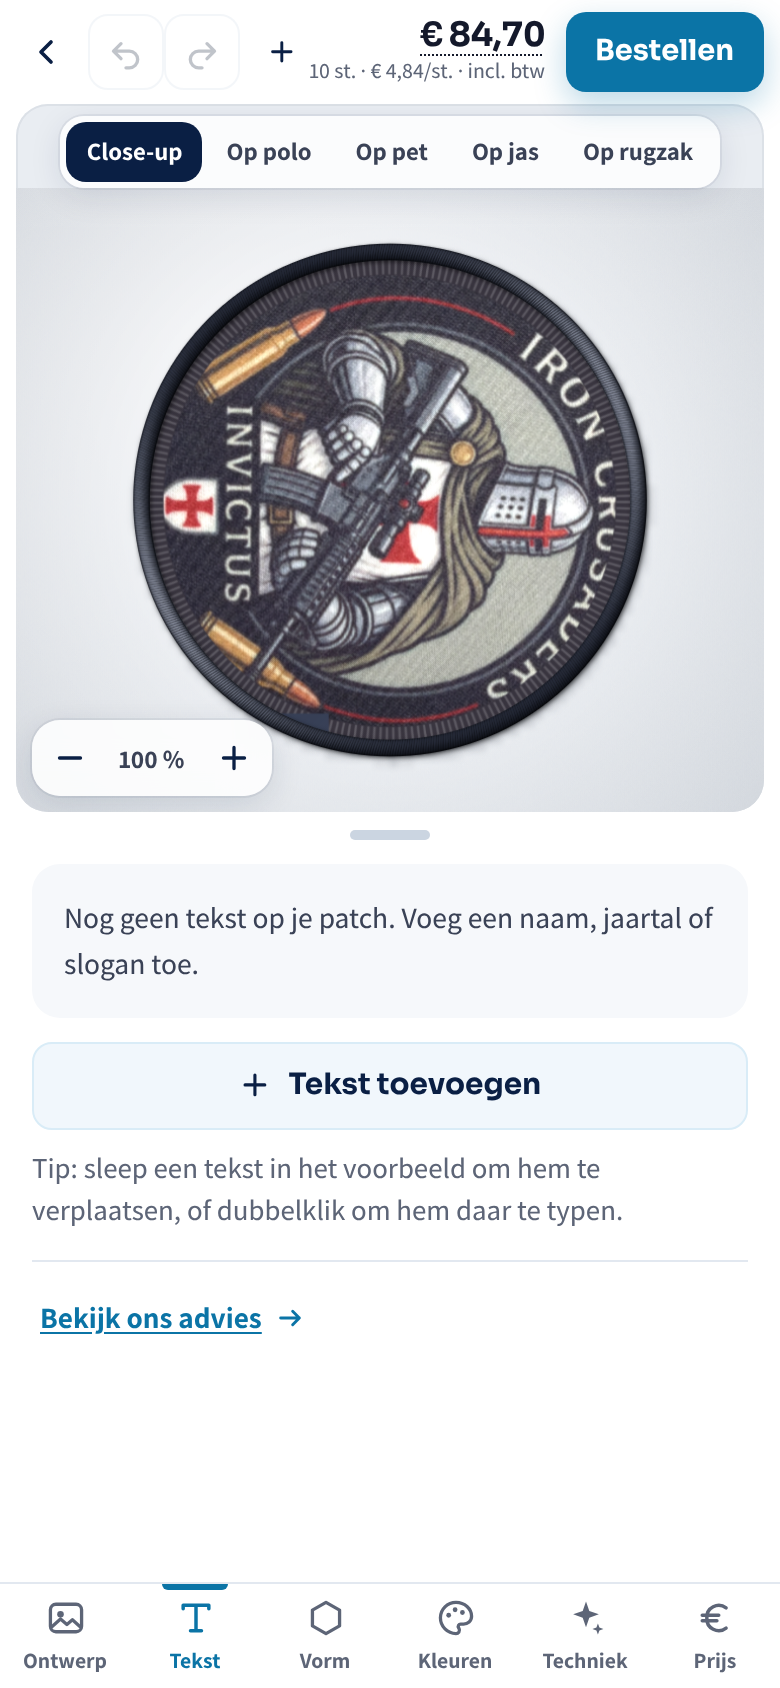 € 84,70
Bestellen
10 st. · € 4,84/st. · incl. btw
Close-up
Op polo
Op pet
Op jas
Op rugzak
IRON CRUSADERS
INVICTUS
100 %
Nog geen tekst op je patch. Voeg een naam, jaartal of
slogan toe.
Tekst toevoegen
Tip: sleep een tekst in het voorbeeld om hem te
verplaatsen, of dubbelklik om hem daar te typen.
Bekijk ons advies
Ontwerp
Tekst
Vorm
Kleuren
Techniek
Prijs